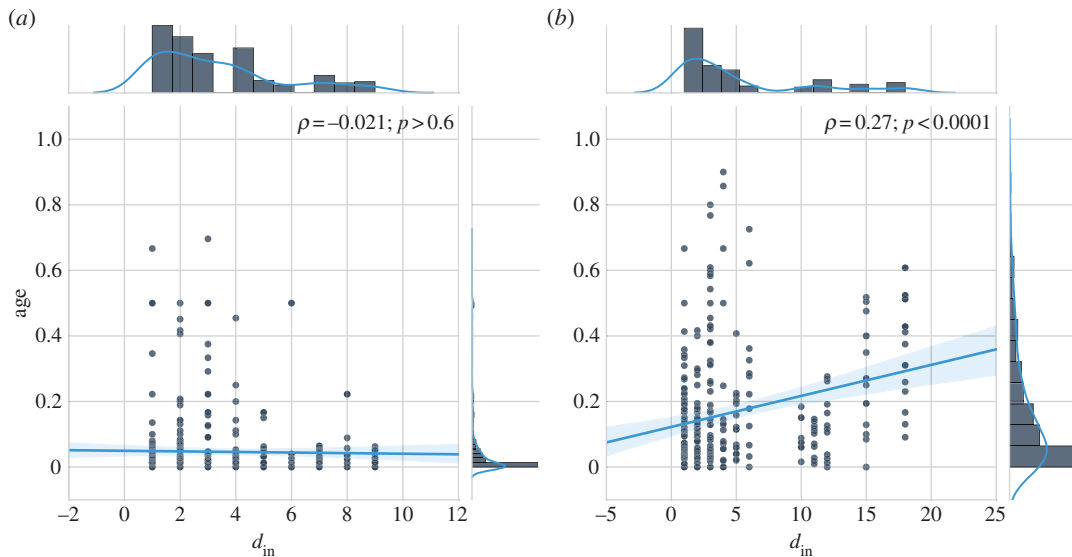 (a)
(b)
ρ = –0.021; p > 0.6
ρ = 0.27; p < 0.0001
1.0
0.8
0.6
0.4
0.2
0
age
1.0
0.8
0.6
0.4
0.2
0
–2 0 2 4 6 8 10 12
–5 0 5 10 15 20 25
d_in
d_in